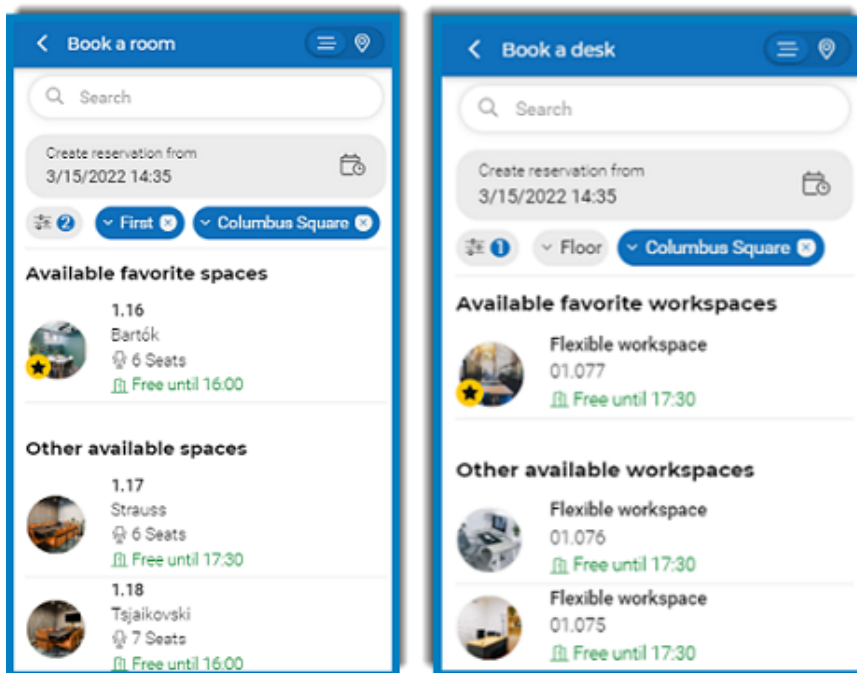 Book a room
Search
Create reservation from
3/15/2022 14:35
2 First Columbus Square
Available favorite spaces
1.16
Bartók
6 Seats
Free until 16:00
Other available spaces
1.17
Strauss
6 Seats
Free until 17:30
1.18
Tsjaikovski
7 Seats
Free until 16:00
Book a desk
Search
Create reservation from
3/15/2022 14:35
1 Floor Columbus Square
Available favorite workspaces
Flexible workspace
01.077
Free until 17:30
Other available workspaces
Flexible workspace
01.076
Free until 17:30
Flexible workspace
01.075
Free until 17:30